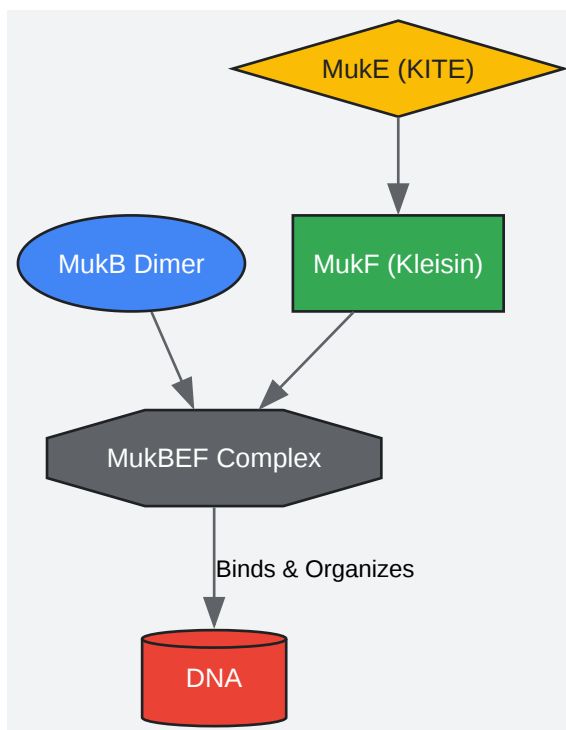 MukE (KITE)
MukB Dimer
MukF (Kleisin)
MukBEF Complex
Binds & Organizes
DNA